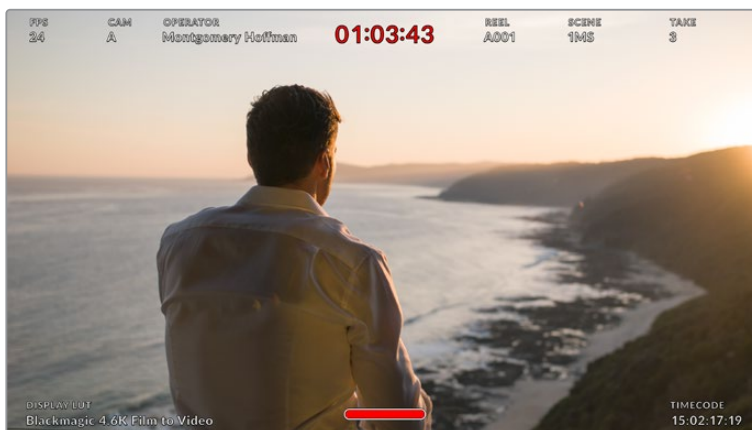 FPS
24
CAM
A
OPERATOR
Montgomery Hoffman
01:03:43
REEL
A001
SCENE
1MS
TAKE
3
DISPLAY LUT
Blackmagic 4.6K Film to Video
TIMECODE
15:02:17:19